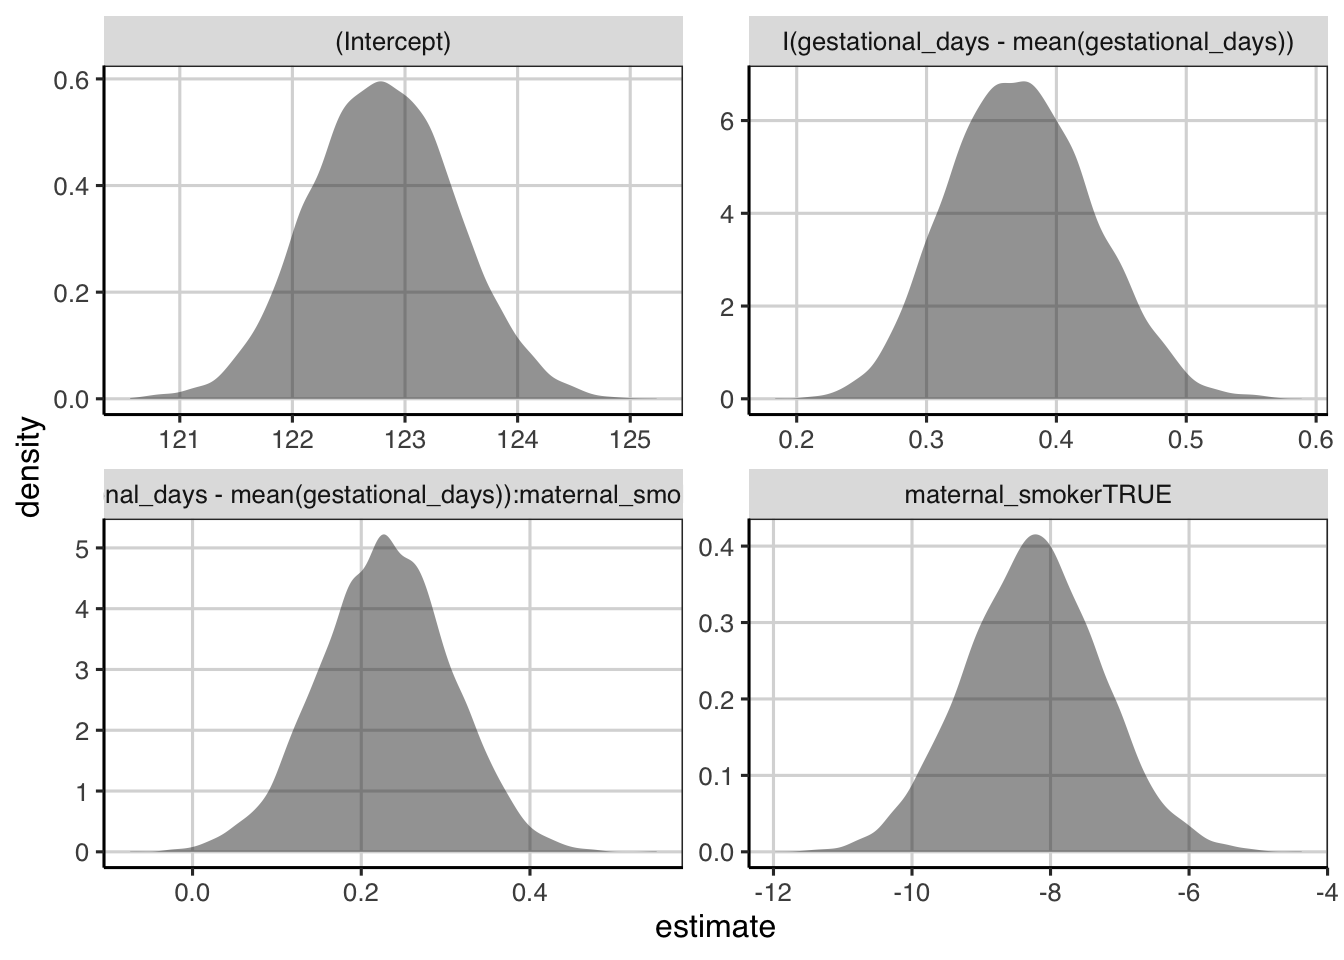 (Intercept)
I(gestational_days - mean(gestational_days))
0.6
0.4
0.2
0.0
121 122 123 124 125
6
4
2
0
0.2 0.3 0.4 0.5 0.6
nal_days - mean(gestational_days)):maternal_smo
maternal_smokerTRUE
5
4
3
2
1
0
0.0 0.2 0.4
0.4
0.3
0.2
0.1
0.0
-12 -10 -8 -6 -4
density
estimate